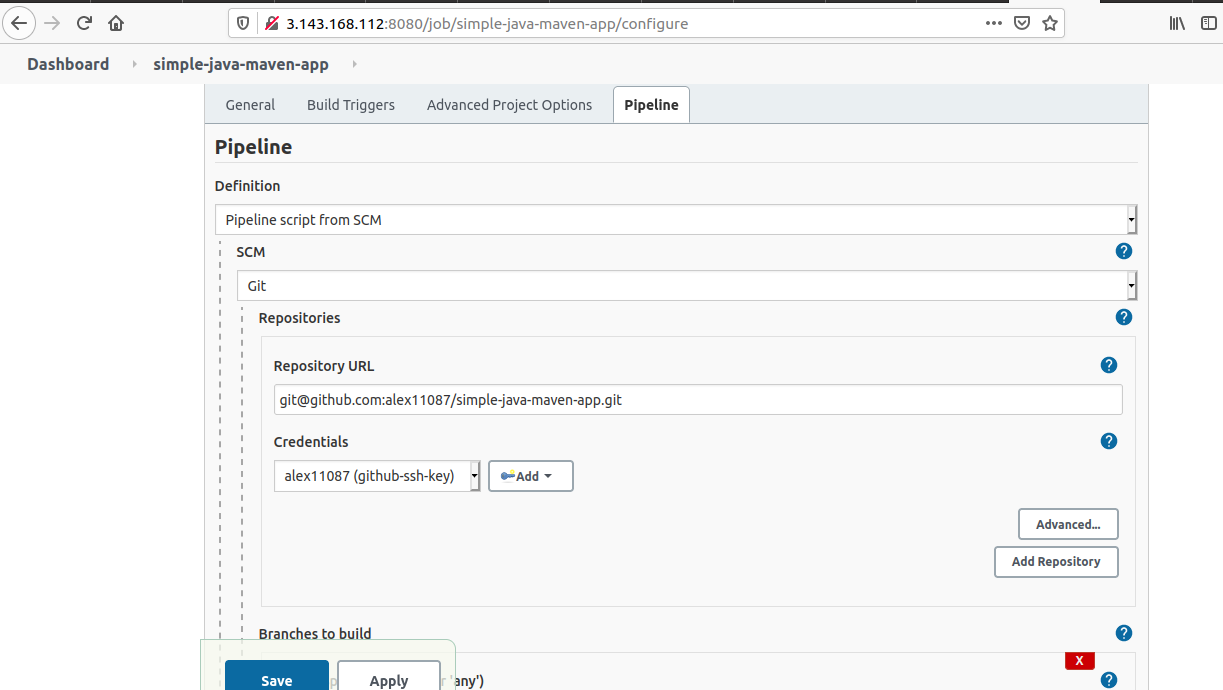 3.143.168.112:8080/job/simple-java-maven-app/configure
Dashboard simple-java-maven-app
General Build Triggers Advanced Project Options Pipeline
Pipeline
Definition
Pipeline script from SCM
SCM
?
Git
Repositories
?
Repository URL
?
git@github.com:alex11087/simple-java-maven-app.git
Credentials
?
alex11087 (github-ssh-key) Add
Advanced...
Add Repository
Branches to build
?
X
Save Apply 'any')
?